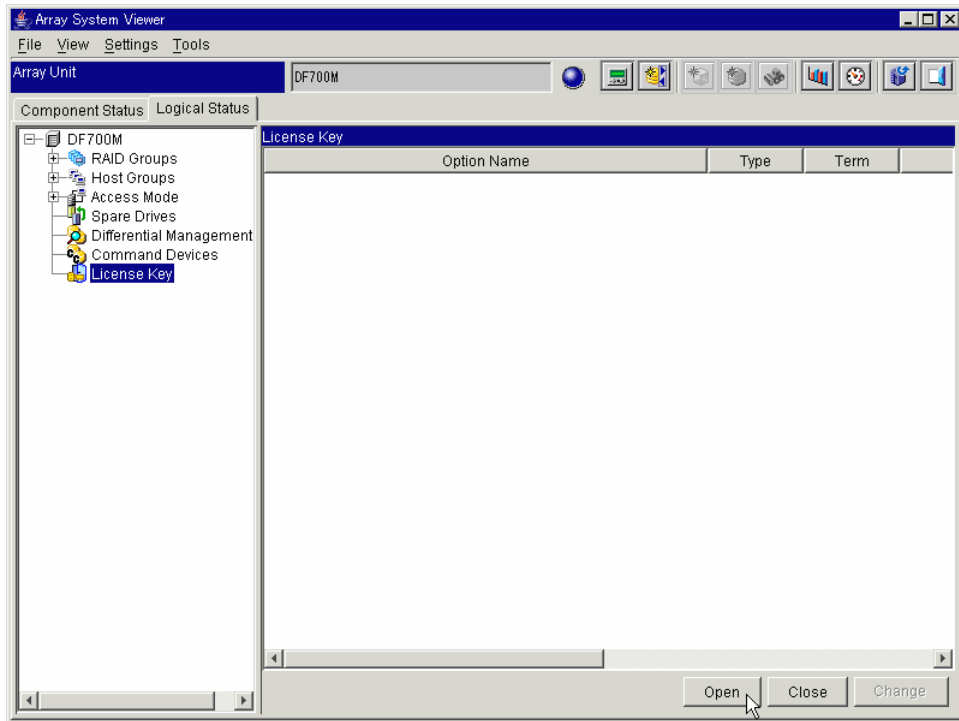 Array System Viewer
File View Settings Tools
Array Unit DF700M
Component Status Logical Status
DF700M
RAID Groups
Host Groups
Access Mode
Spare Drives
Differential Management
Command Devices
License Key
License Key
Option Name Type Term
Open Close Change